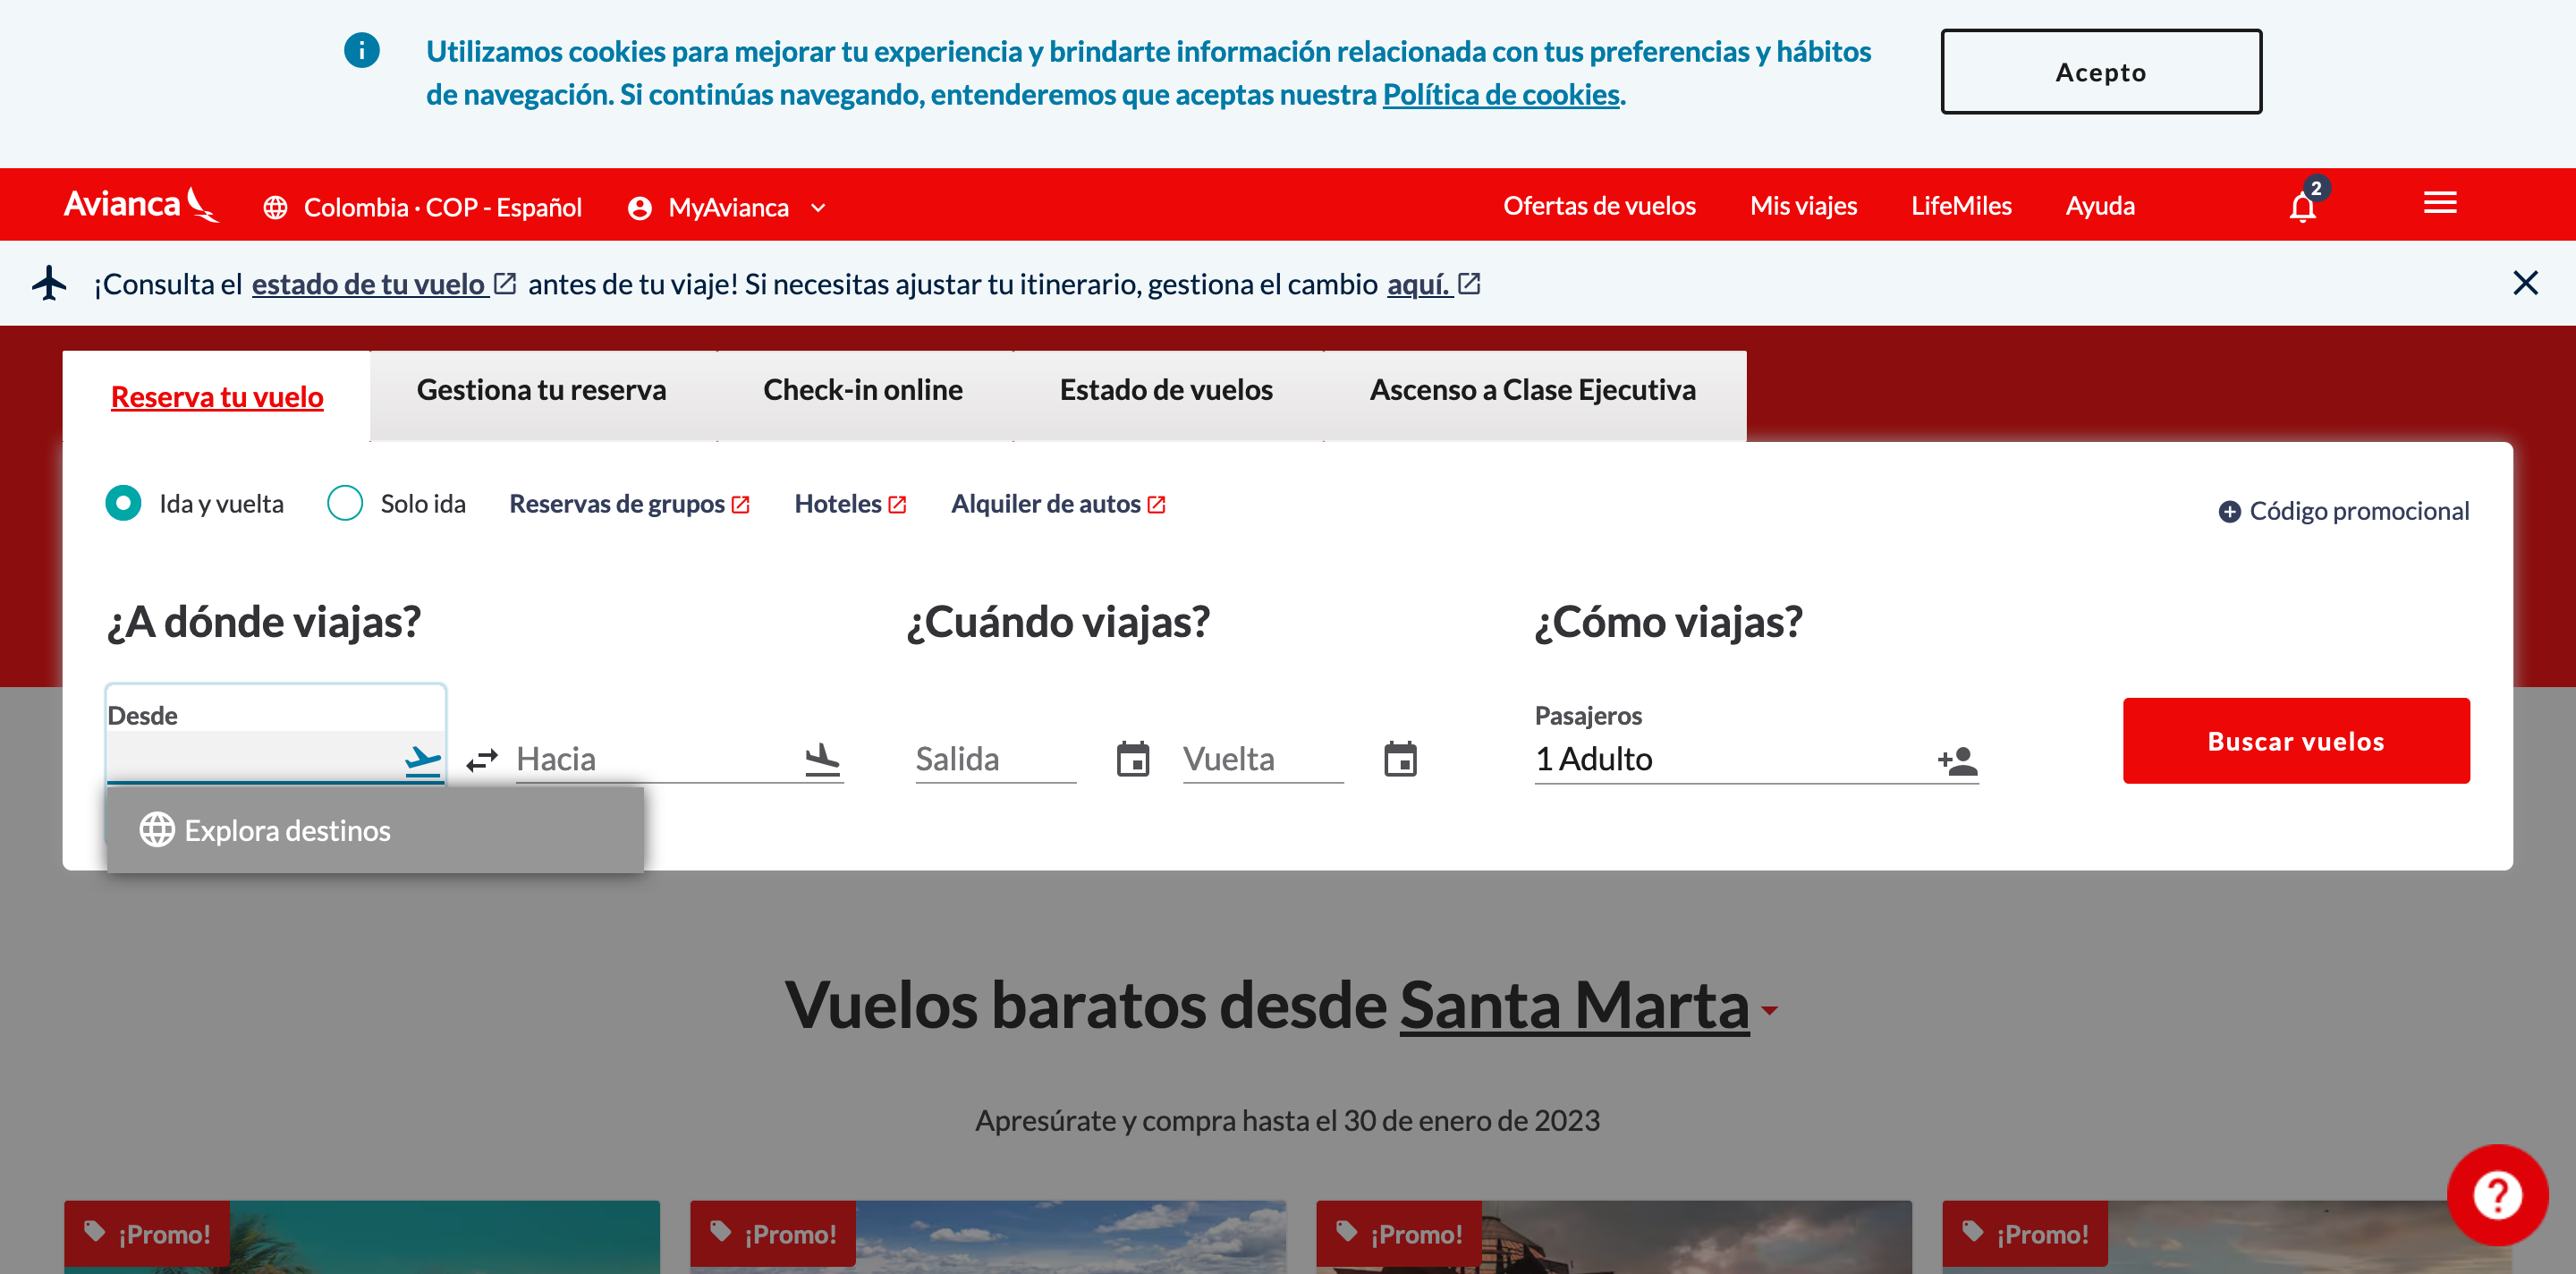 Utilizamos cookies para mejorar tu experiencia y brindarte información relacionada con tus preferencias y hábitos
de navegación. Si continúas navegando, entenderemos que aceptas nuestra Política de cookies.
Acepto
Avianca
Colombia · COP - Español
MyAvianca
Ofertas de vuelos
Mis viajes
LifeMiles
Ayuda
2
¡Consulta el estado de tu vuelo antes de tu viaje! Si necesitas ajustar tu itinerario, gestiona el cambio aquí.
Reserva tu vuelo
Gestiona tu reserva
Check-in online
Estado de vuelos
Ascenso a Clase Ejecutiva
Ida y vuelta
Solo ida
Reservas de grupos
Hoteles
Alquiler de autos
Código promocional
¿A dónde viajas?
¿Cuándo viajas?
¿Cómo viajas?
Desde
Hacia
Salida
Vuelta
Pasajeros
1 Adulto
Buscar vuelos
Explora destinos
Vuelos baratos desde Santa Marta
Apresúrate y compra hasta el 30 de enero de 2023
¡Promo!
¡Promo!
¡Promo!
¡Promo!